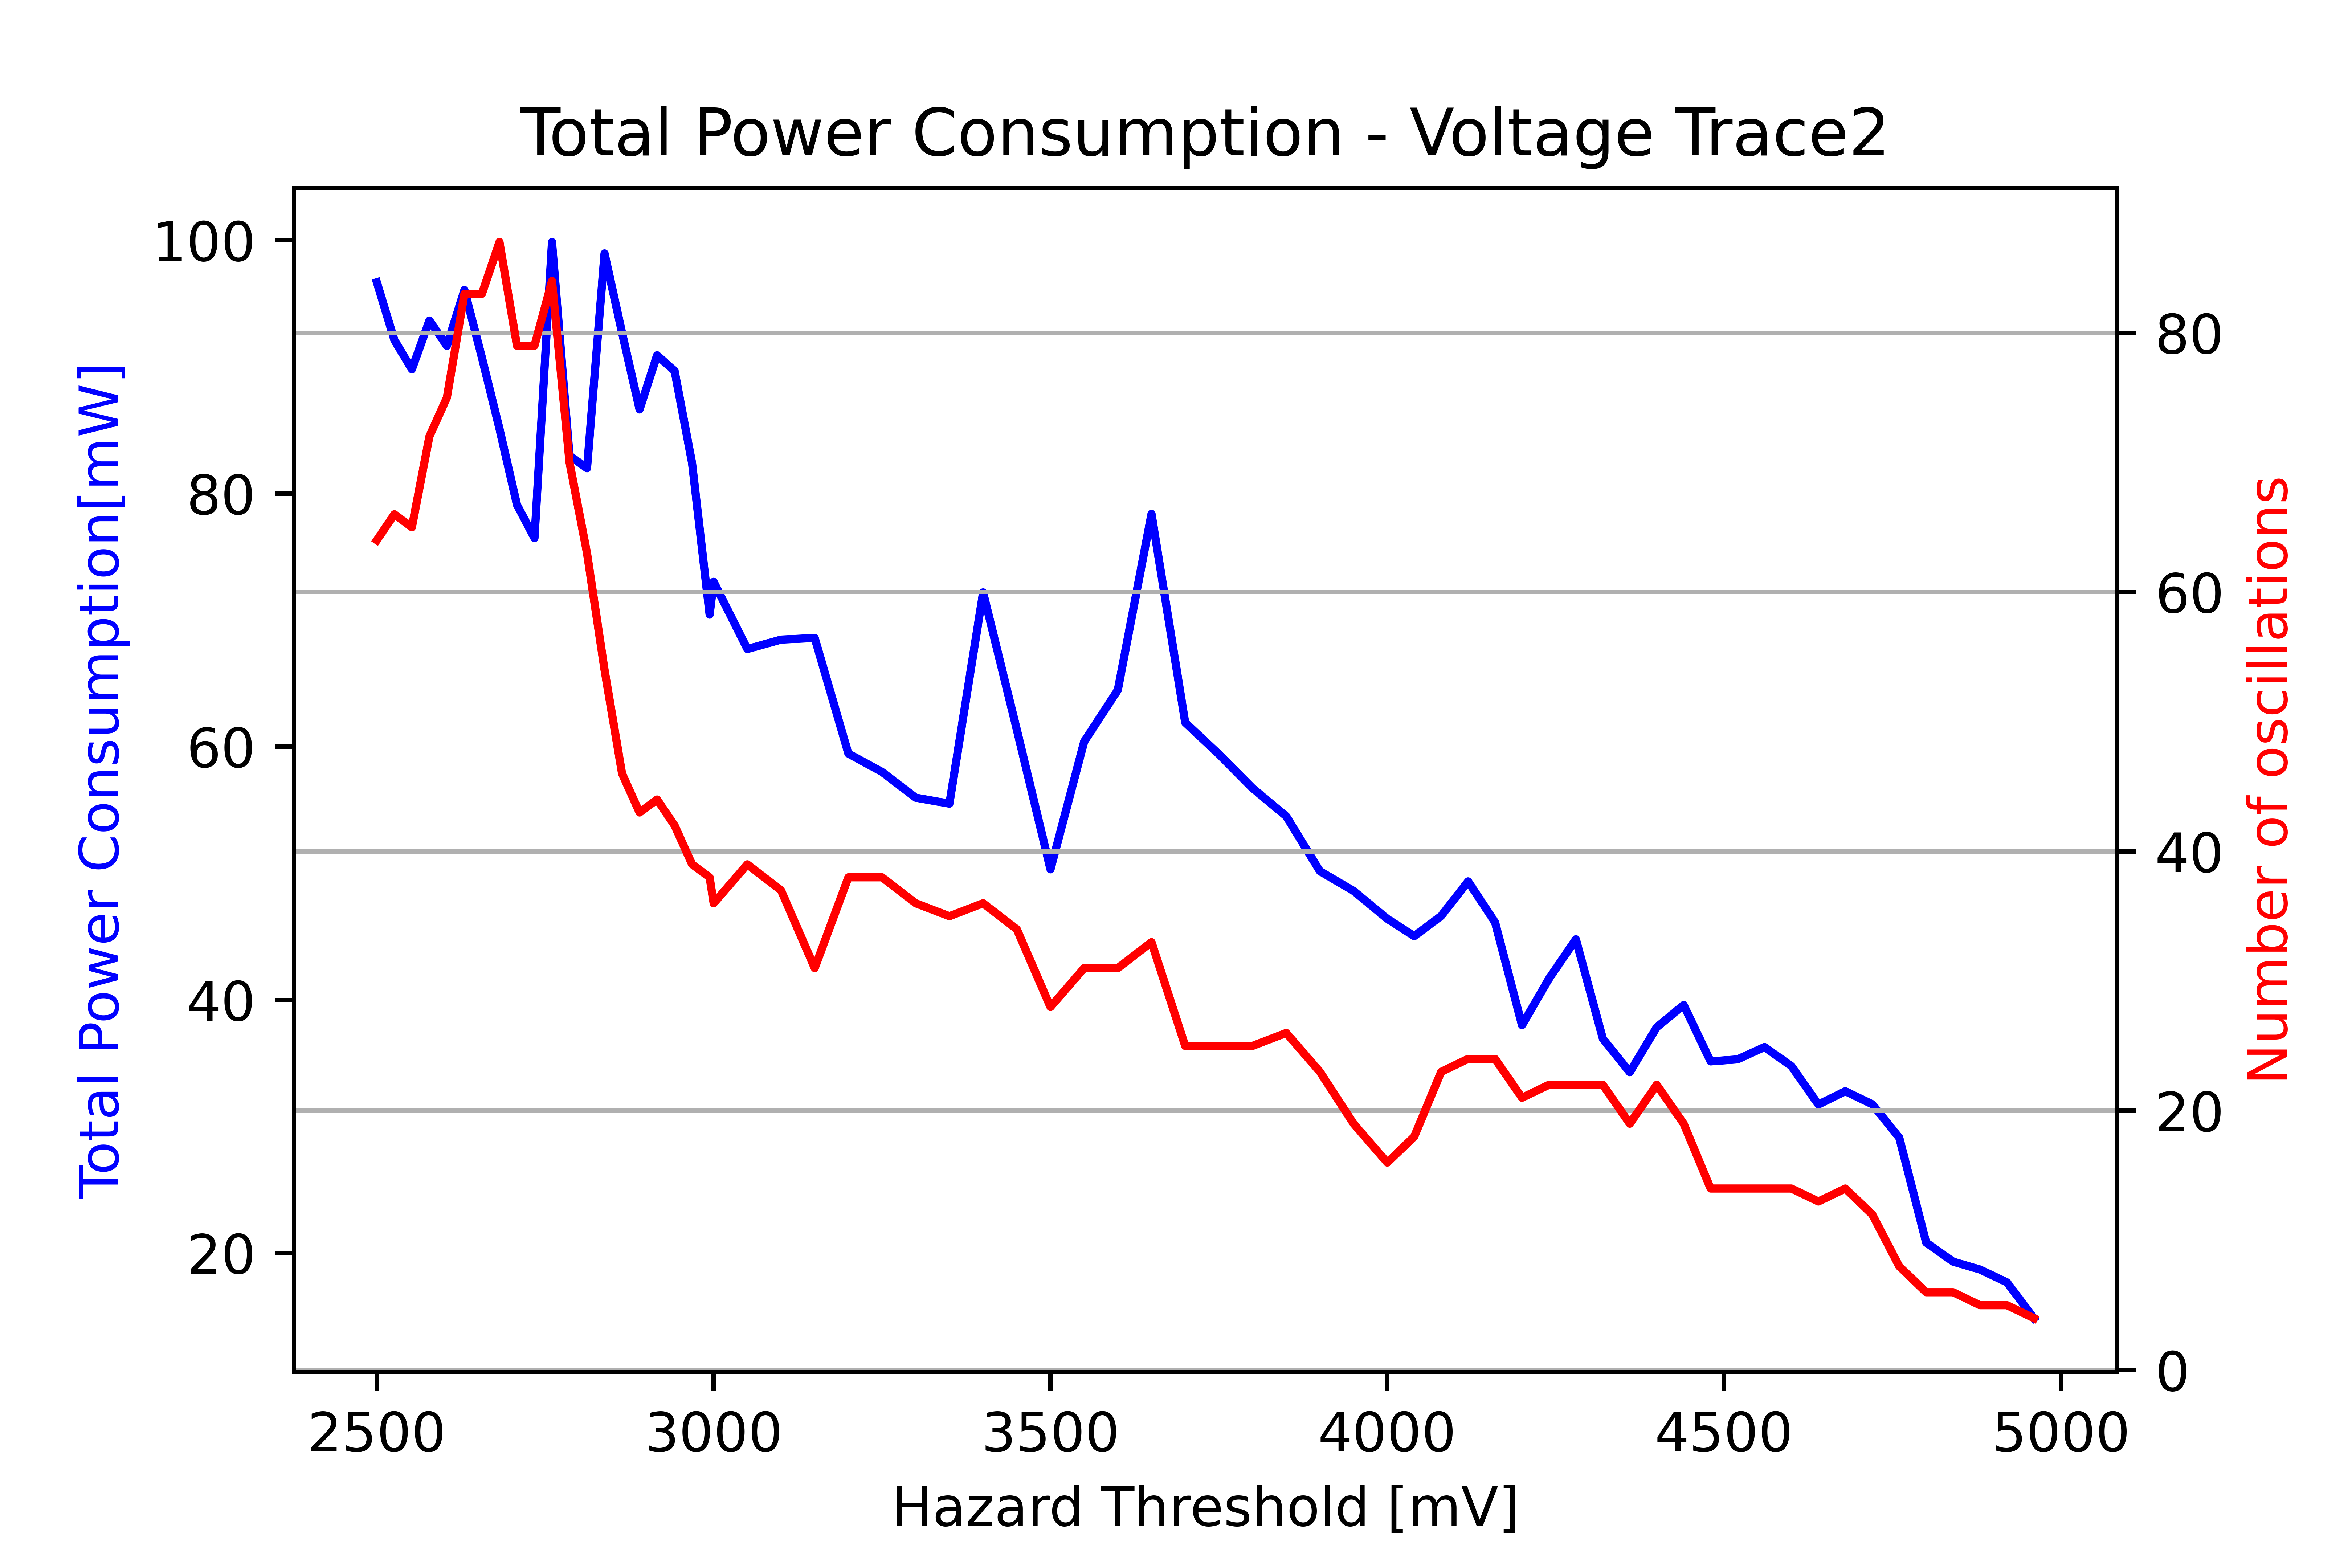 Total Power Consumption - Voltage Trace2
Total Power Consumption[mW]
100
80
60
40
20
80
60
40
20
0
Number of oscillations
2500 3000 3500 4000 4500 5000
Hazard Threshold [mV]